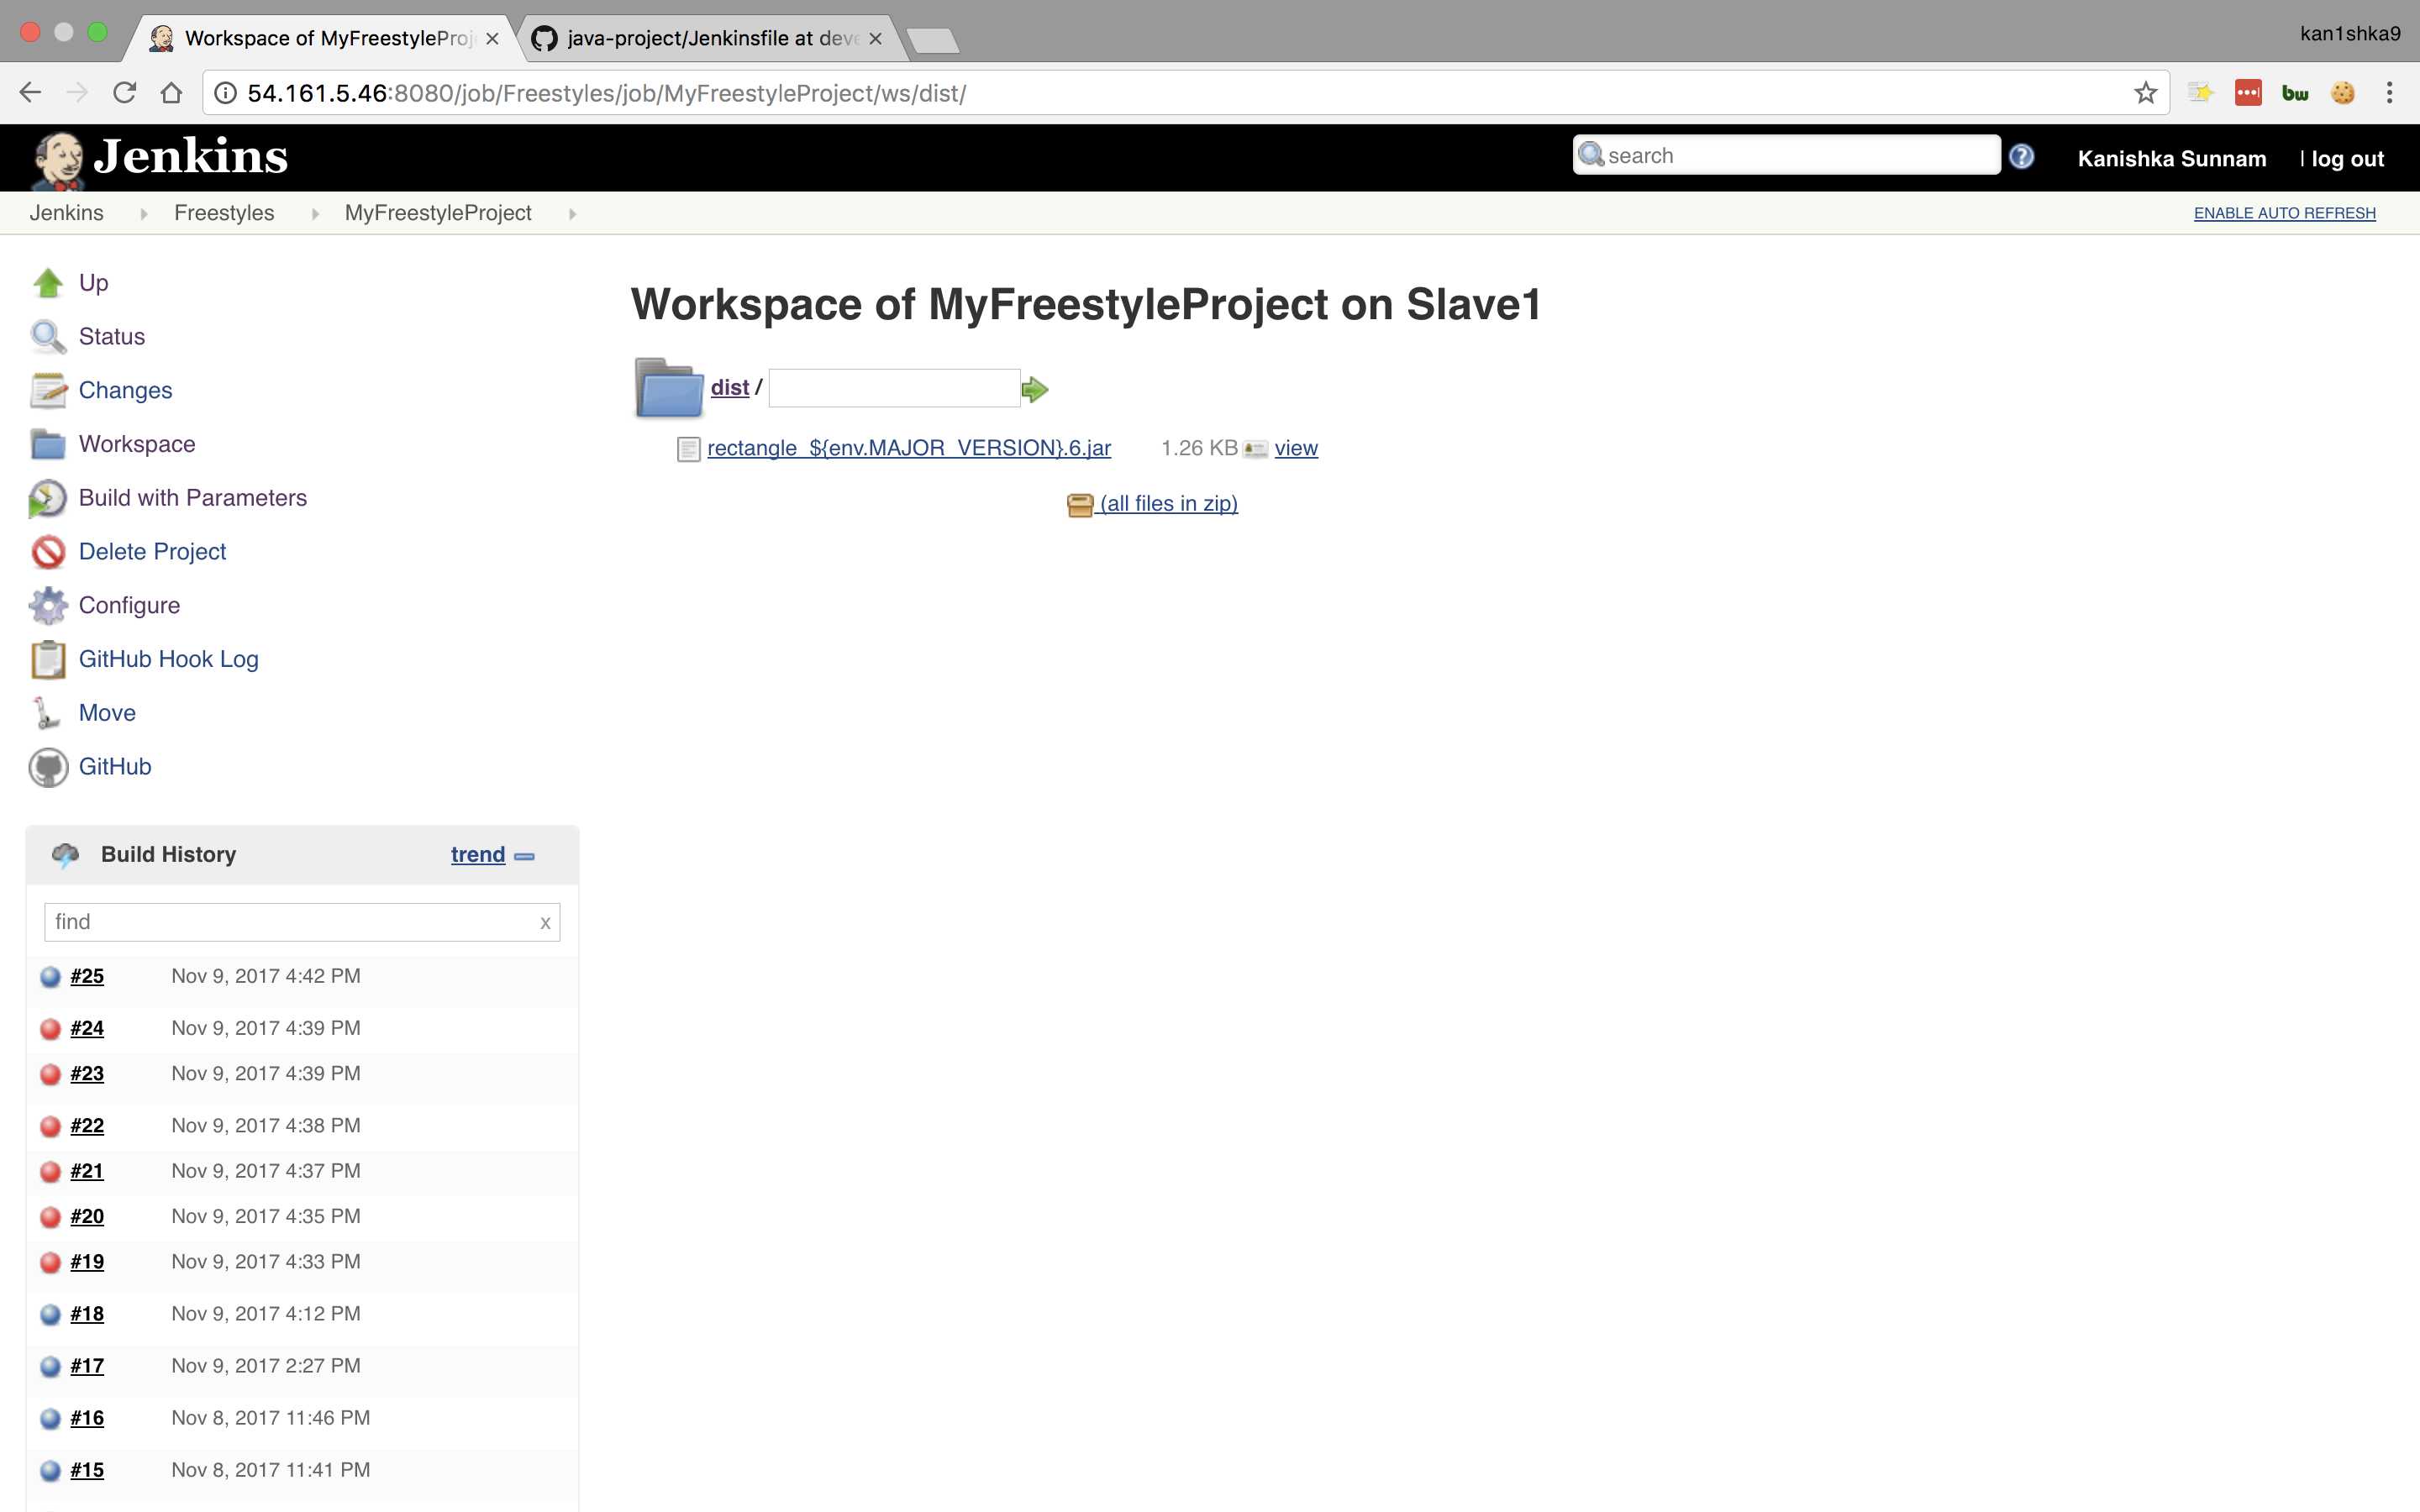 Workspace of MyFreestyleProj
java-project/Jenkinsfile at deve
kan1shka9
54.161.5.46:8080/job/Freestyles/job/MyFreestyleProject/ws/dist/
bw
Jenkins
search
Kanishka Sunnam
| log out
Jenkins
Freestyles
MyFreestyleProject
ENABLE AUTO REFRESH
Up
Status
Changes
Workspace
Build with Parameters
Delete Project
Configure
GitHub Hook Log
Move
GitHub
Workspace of MyFreestyleProject on Slave1
dist /
rectangle_${env.MAJOR_VERSION}.6.jar 1.26 KB view
(all files in zip)
Build History trend
find x
#25 Nov 9, 2017 4:42 PM
#24 Nov 9, 2017 4:39 PM
#23 Nov 9, 2017 4:39 PM
#22 Nov 9, 2017 4:38 PM
#21 Nov 9, 2017 4:37 PM
#20 Nov 9, 2017 4:35 PM
#19 Nov 9, 2017 4:33 PM
#18 Nov 9, 2017 4:12 PM
#17 Nov 9, 2017 2:27 PM
#16 Nov 8, 2017 11:46 PM
#15 Nov 8, 2017 11:41 PM